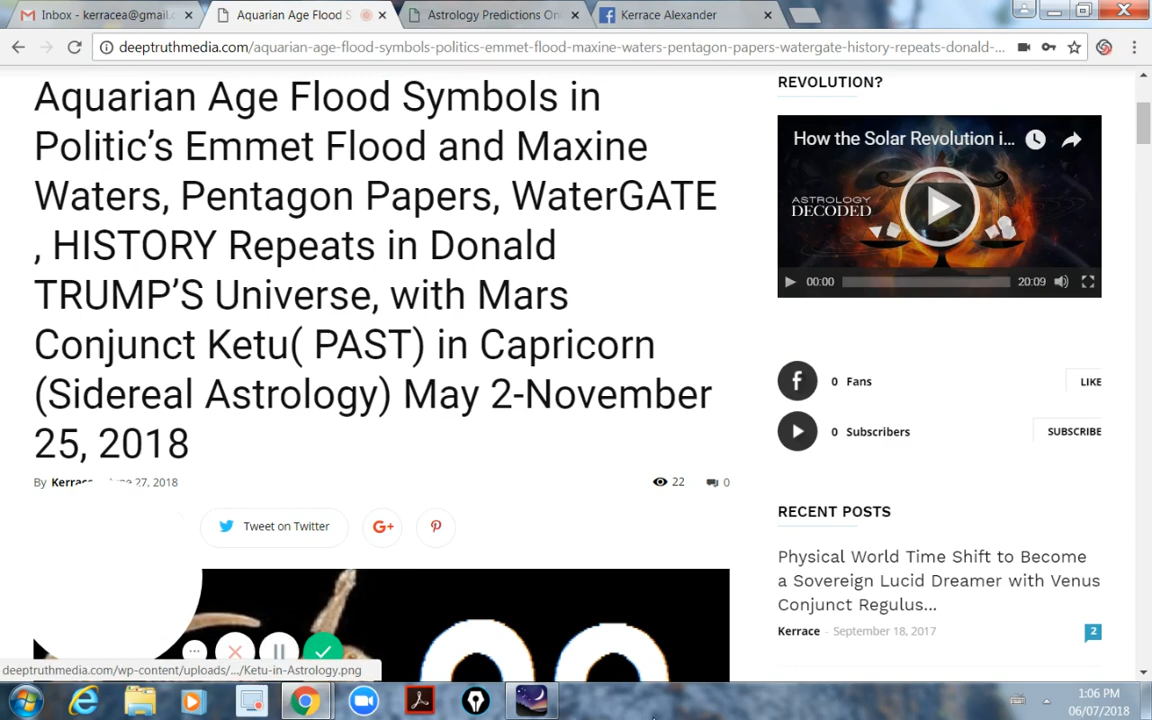 Inbox - kerracea@gmail.c
Aquarian Age Flood S
Astrology Predictions On
Kerrace Alexander
deeptruthmedia.com/aquarian-age-flood-symbols-politics-emmet-flood-maxine-waters-pentagon-papers-watergate-history-repeats-donald-...
Aquarian Age Flood Symbols in
Politic's Emmet Flood and Maxine
Waters, Pentagon Papers, WaterGATE
, HISTORY Repeats in Donald
TRUMP'S Universe, with Mars
Conjunct Ketu( PAST) in Capricorn
(Sidereal Astrology) May 2-November
25, 2018
By Kerrace June 27, 2018
22
0
Tweet on Twitter
G+
REVOLUTION?
How the Solar Revolution i...
ASTROLOGY
DECODED
00:00
20:09
0 Fans
LIKE
0 Subscribers
SUBSCRIBE
RECENT POSTS
Physical World Time Shift to Become
a Sovereign Lucid Dreamer with Venus
Conjunct Regulus...
Kerrace - September 18, 2017
2
deeptruthmedia.com/wp-content/uploads/.../Ketu-in-Astrology.png
1:06 PM
06/07/2018